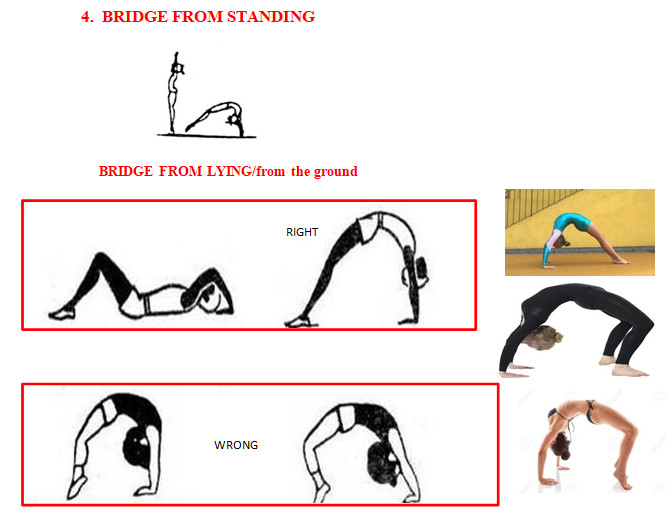 4. BRIDGE FROM STANDING
BRIDGE FROM LYING/from the ground
RIGHT
WRONG